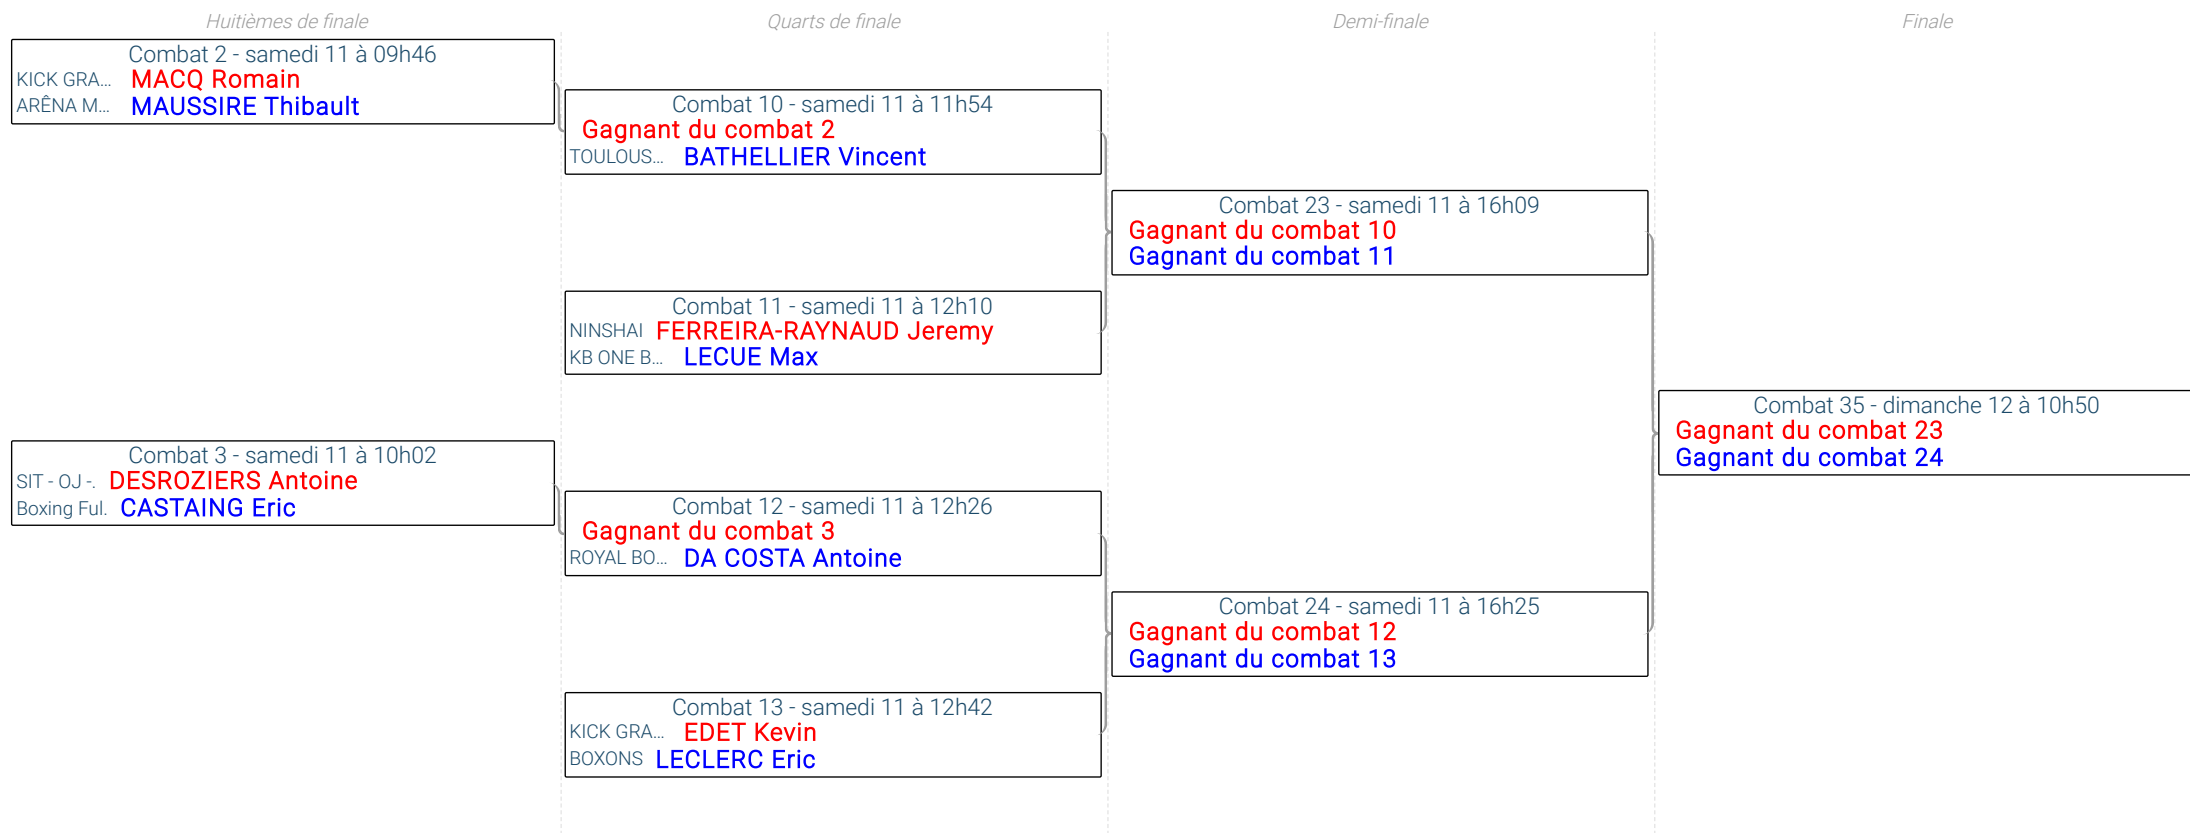 Huitièmes de finale
Quarts de finale
Demi-finale
Finale
Combat 2 - samedi 11 à 09h46
KICK GRA... MACQ Romain
ARÊNA M... MAUSSIRE Thibault
Combat 3 - samedi 11 à 10h02
SIT - OJ -. DESROZIERS Antoine
Boxing Ful. CASTAING Eric
Combat 10 - samedi 11 à 11h54
Gagnant du combat 2
TOULOUS... BATHELLIER Vincent
Combat 11 - samedi 11 à 12h10
NINSHAI FERREIRA-RAYNAUD Jeremy
KB ONE B... LECUE Max
Combat 12 - samedi 11 à 12h26
Gagnant du combat 3
ROYAL BO... DA COSTA Antoine
Combat 13 - samedi 11 à 12h42
KICK GRA... EDET Kevin
BOXONS LECLERC Eric
Combat 23 - samedi 11 à 16h09
Gagnant du combat 10
Gagnant du combat 11
Combat 24 - samedi 11 à 16h25
Gagnant du combat 12
Gagnant du combat 13
Combat 35 - dimanche 12 à 10h50
Gagnant du combat 23
Gagnant du combat 24